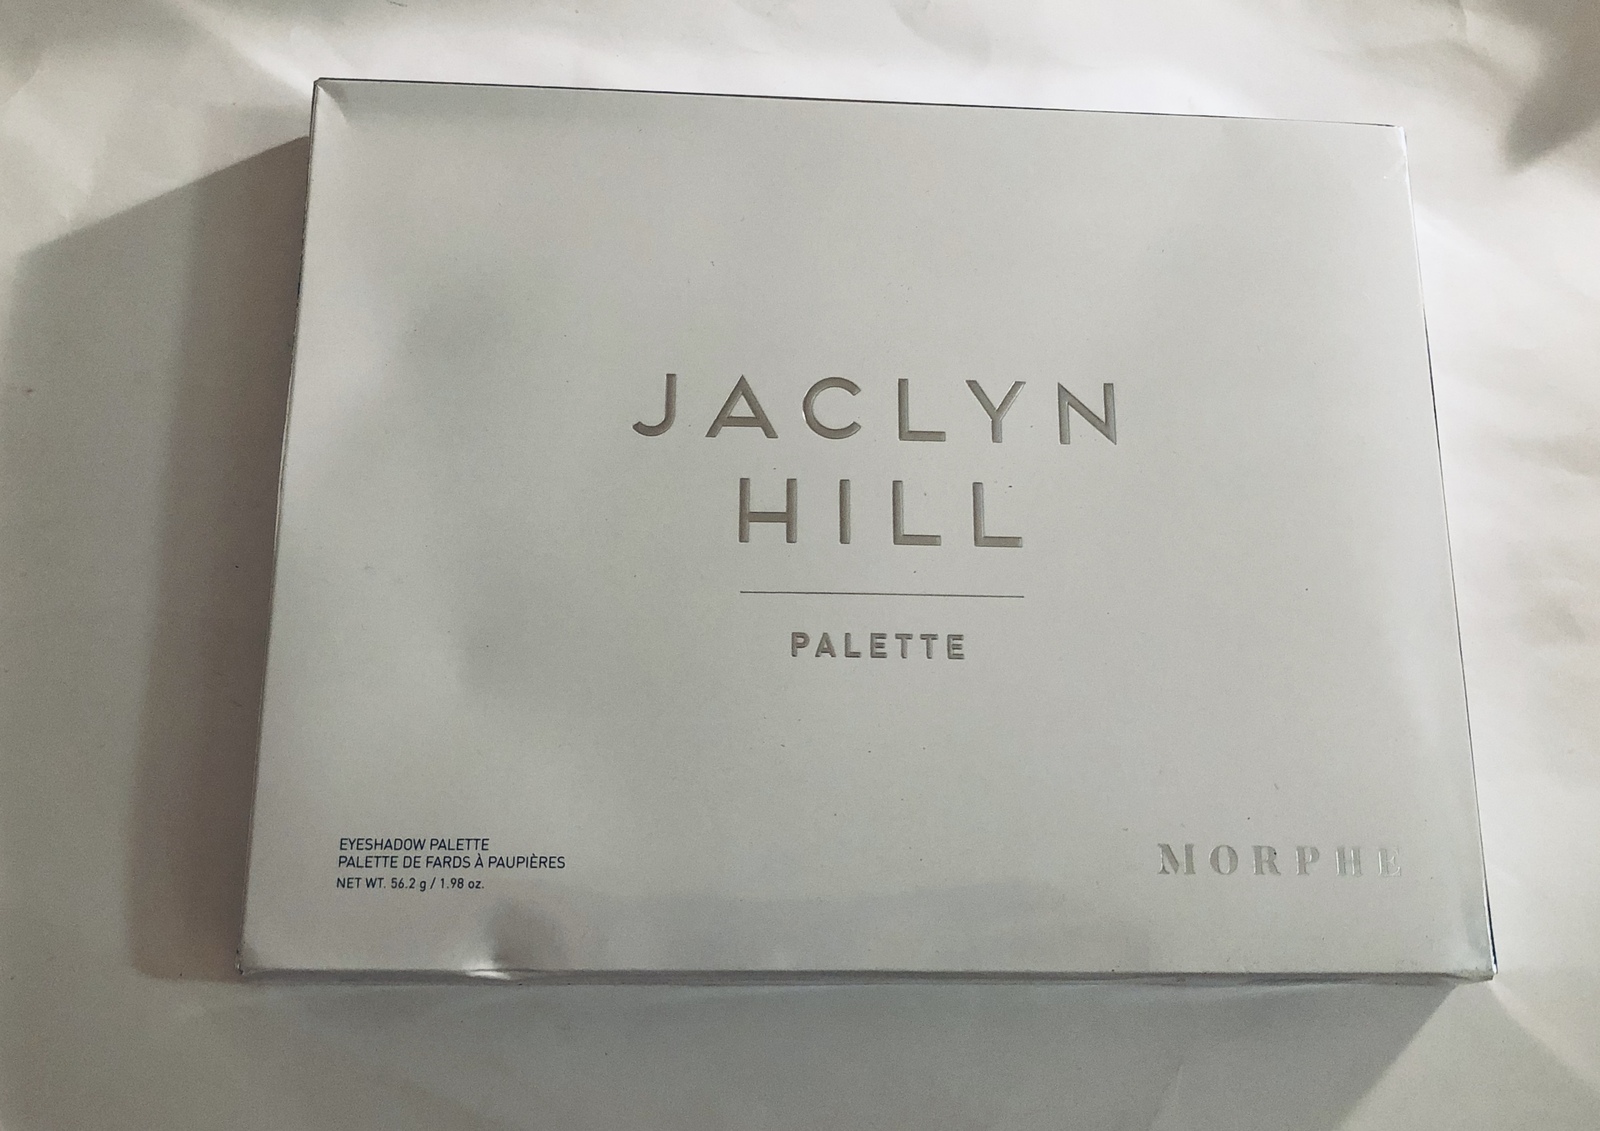 JACLYN
HILL
PALETTE
EYESHADOW PALETTE
PALETTE DE FARDS À PAUPIÈRES
NET WT. 56.2 g / 1.98 oz.
MORPHE